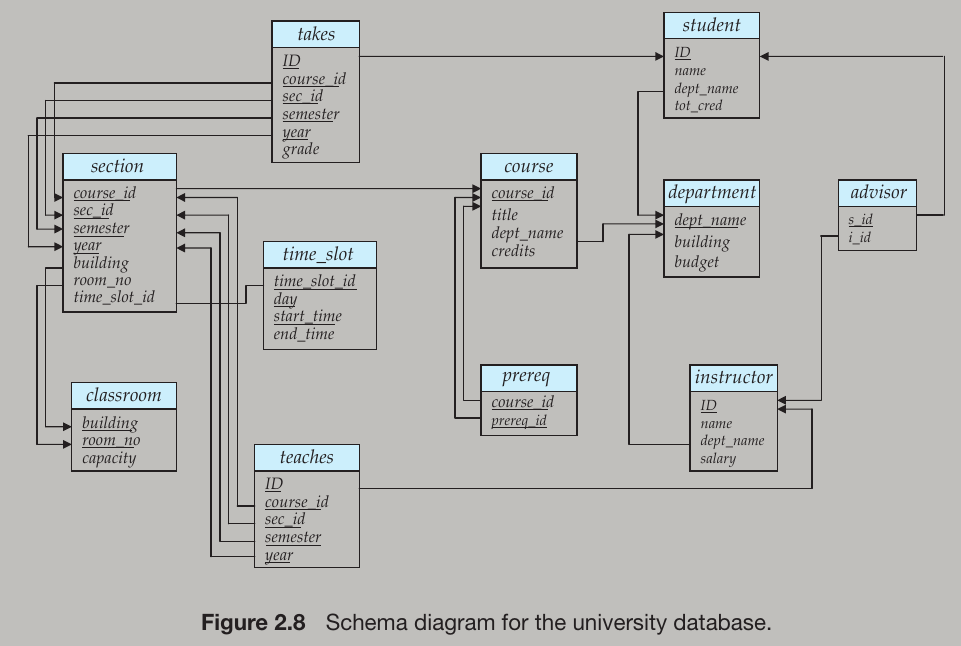 takes
ID
course_id
sec_id
semester
year
grade
student
ID
name
dept_name
tot_cred
section
course_id
sec_id
semester
year
building
room_no
time_slot_id
course
course_id
title
dept_name
credits
department
dept_name
building
budget
advisor
s_id
i_id
time_slot
time_slot_id
day
start_time
end_time
prereq
course_id
prereq_id
instructor
ID
name
dept_name
salary
classroom
building
room_no
capacity
teaches
ID
course_id
sec_id
semester
year
Figure 2.8 Schema diagram for the university database.